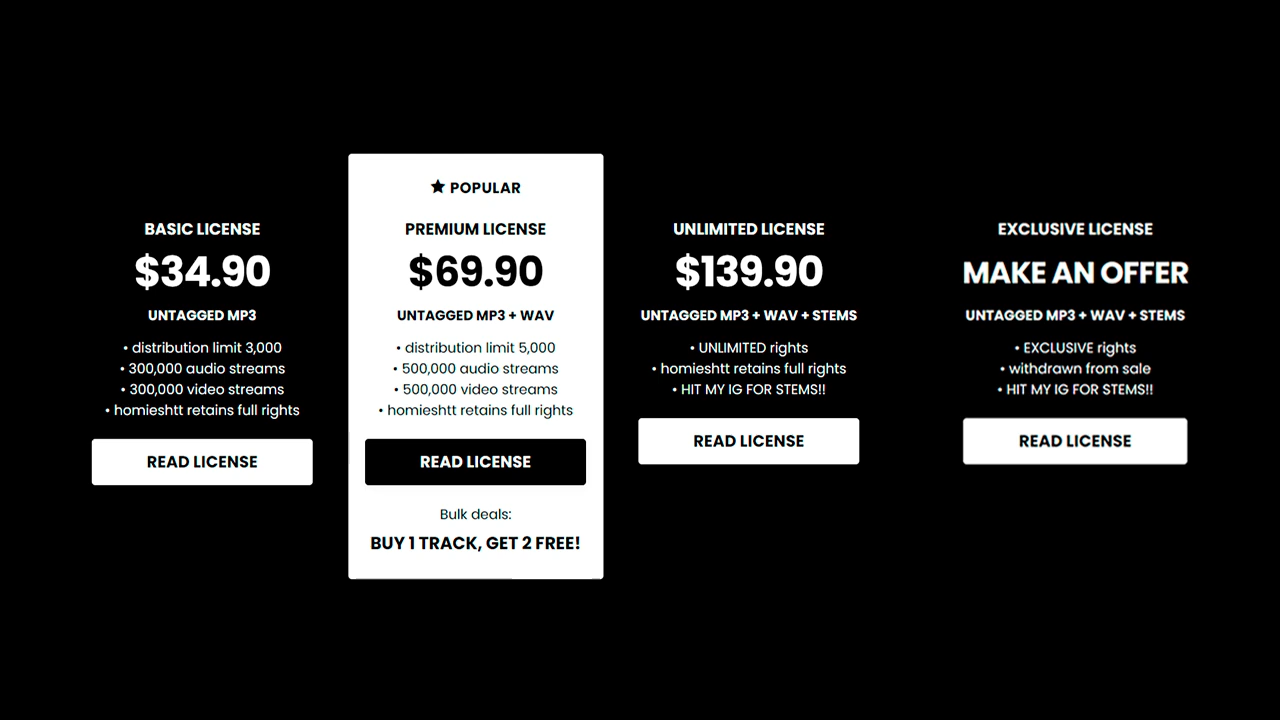 ★ POPULAR
BASIC LICENSE
$34.90
UNTAGGED MP3
• distribution limit 3,000
• 300,000 audio streams
• 300,000 video streams
• homieshtt retains full rights
READ LICENSE
PREMIUM LICENSE
$69.90
UNTAGGED MP3 + WAV
• distribution limit 5,000
• 500,000 audio streams
• 500,000 video streams
• homieshtt retains full rights
READ LICENSE
Bulk deals:
BUY 1 TRACK, GET 2 FREE!
UNLIMITED LICENSE
$139.90
UNTAGGED MP3 + WAV + STEMS
• UNLIMITED rights
• homieshtt retains full rights
• HIT MY IG FOR STEMS!!
READ LICENSE
EXCLUSIVE LICENSE
MAKE AN OFFER
UNTAGGED MP3 + WAV + STEMS
• EXCLUSIVE rights
• withdrawn from sale
• HIT MY IG FOR STEMS!!
READ LICENSE